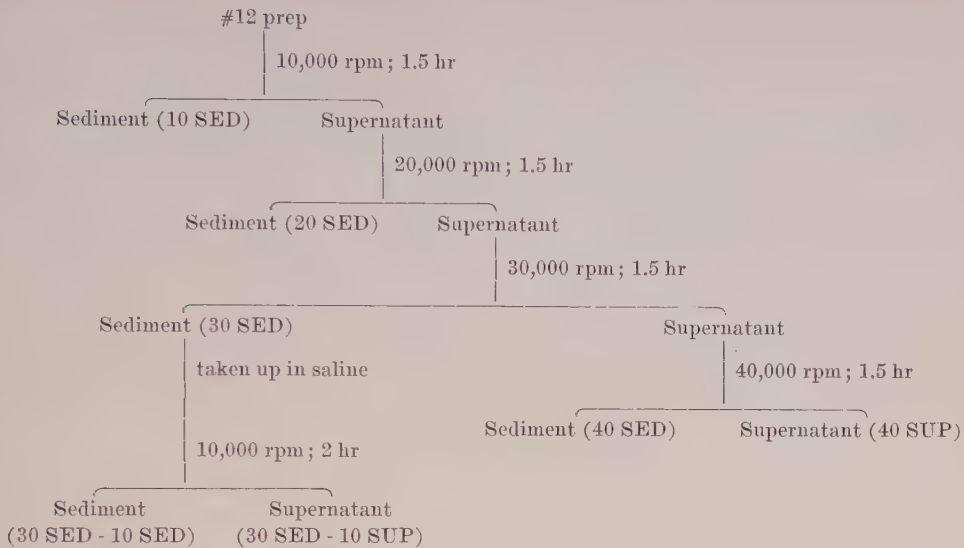 #12 prep
10,000 rpm; 1.5 hr
Sediment (10 SED) Supernatant
20,000 rpm; 1.5 hr
Sediment (20 SED) Supernatant
30,000 rpm; 1.5 hr
Sediment (30 SED) Supernatant
taken up in saline 40,000 rpm; 1.5 hr
Sediment (40 SED) Supernatant (40 SUP)
10,000 rpm; 2 hr
Sediment Supernatant
(30 SED - 10 SED) (30 SED - 10 SUP)